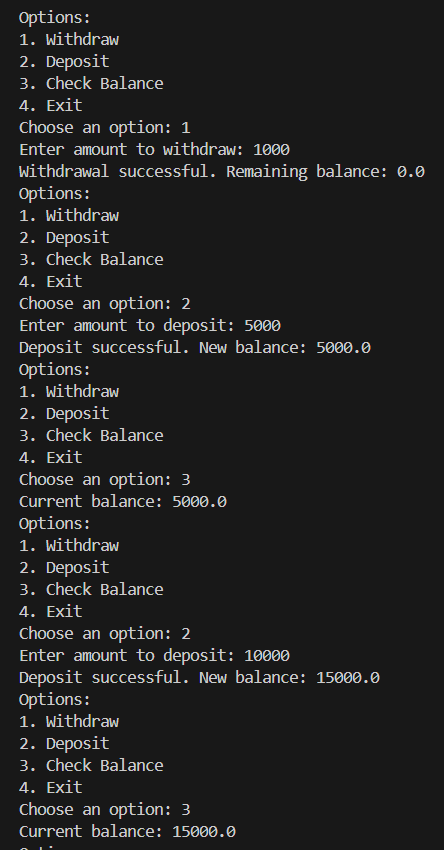 Options:
1. Withdraw
2. Deposit
3. Check Balance
4. Exit
Choose an option: 1
Enter amount to withdraw: 1000
Withdrawal successful. Remaining balance: 0.0
Options:
1. Withdraw
2. Deposit
3. Check Balance
4. Exit
Choose an option: 2
Enter amount to deposit: 5000
Deposit successful. New balance: 5000.0
Options:
1. Withdraw
2. Deposit
3. Check Balance
4. Exit
Choose an option: 3
Current balance: 5000.0
Options:
1. Withdraw
2. Deposit
3. Check Balance
4. Exit
Choose an option: 2
Enter amount to deposit: 10000
Deposit successful. New balance: 15000.0
Options:
1. Withdraw
2. Deposit
3. Check Balance
4. Exit
Choose an option: 3
Current balance: 15000.0